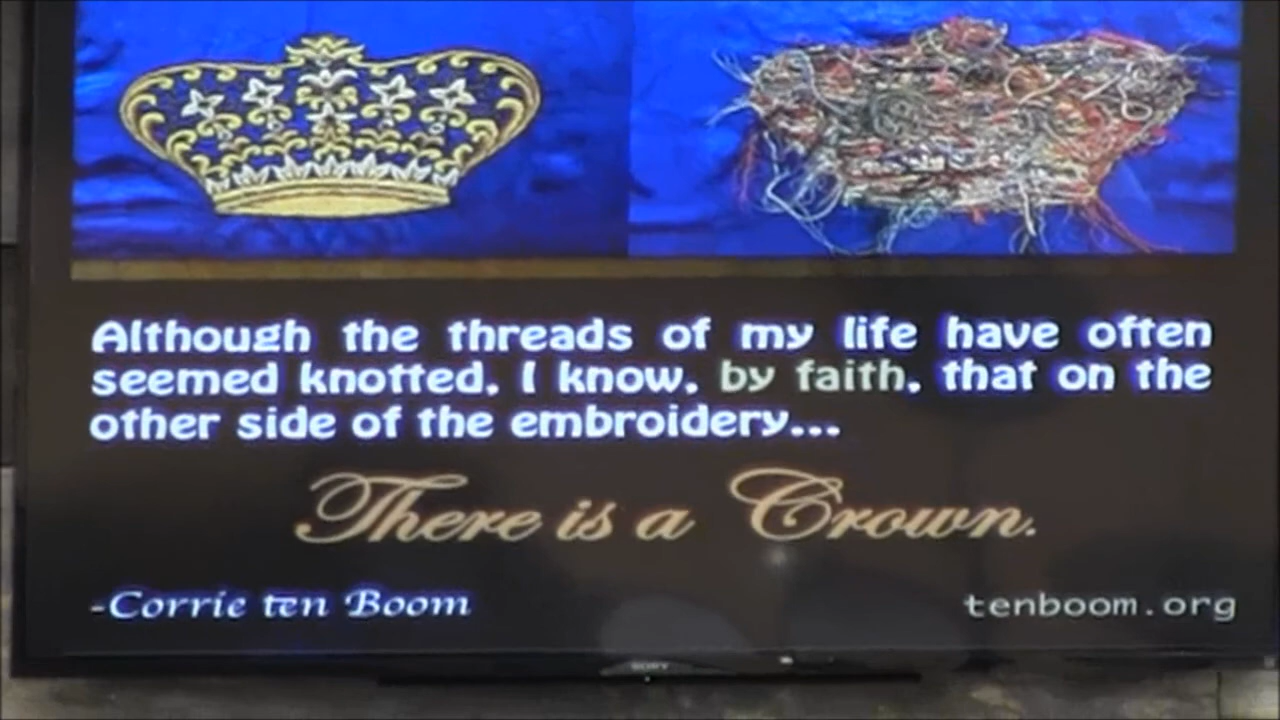 Although the threads of my life have often
seemed knotted, I know, by faith, that on the
other side of the embroidery...
There is a Crown.
-Corrie ten Boom
tenboom.org
SONY